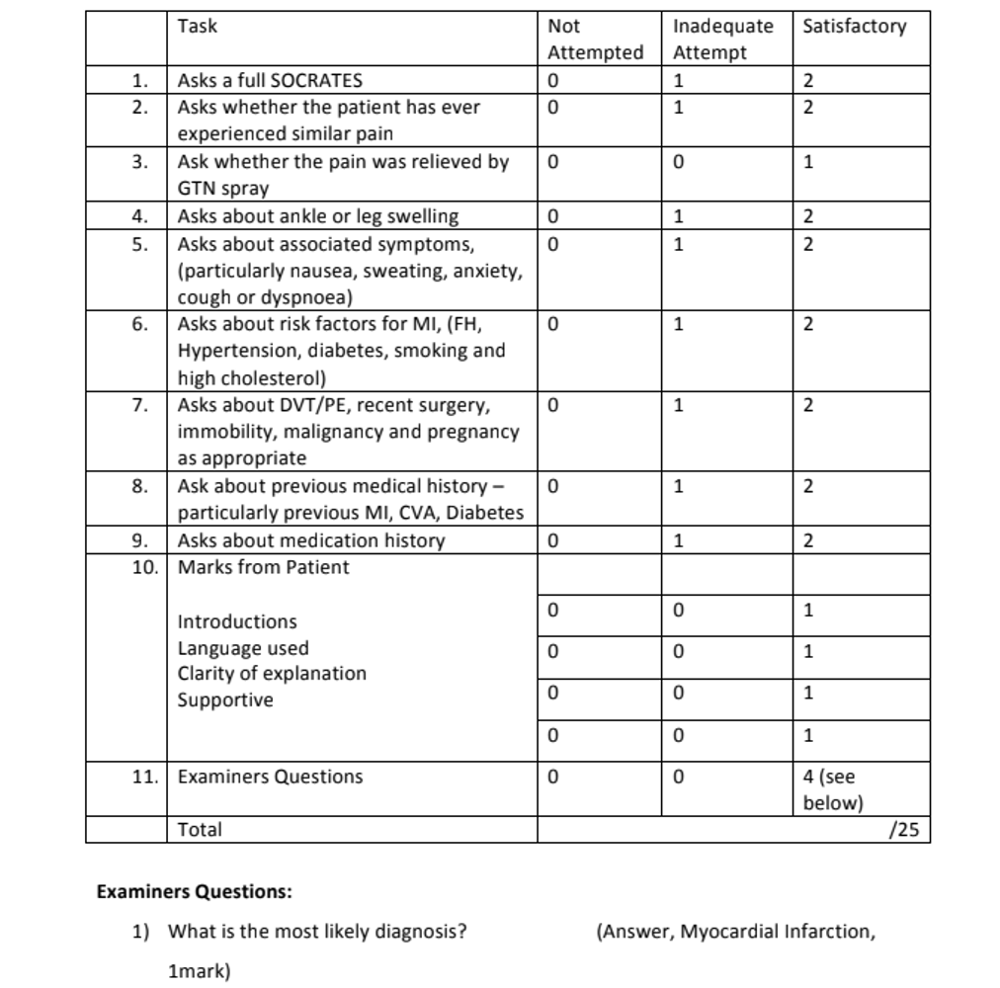 Task Not Inadequate Satisfactory
Attempted Attempt
1. Asks a full SOCRATES 0 1 2
2. Asks whether the patient has ever 0 1 2
experienced similar pain
3. Ask whether the pain was relieved by 0 0 1
GTN spray
4. Asks about ankle or leg swelling 0 1 2
5. Asks about associated symptoms, 0 1 2
(particularly nausea, sweating, anxiety,
cough or dyspnoea)
6. Asks about risk factors for MI, (FH, 0 1 2
Hypertension, diabetes, smoking and
high cholesterol)
7. Asks about DVT/PE, recent surgery, 0 1 2
immobility, malignancy and pregnancy
as appropriate
8. Ask about previous medical history – 0 1 2
particularly previous MI, CVA, Diabetes
9. Asks about medication history 0 1 2
10. Marks from Patient
Introductions 0 0 1
Language used 0 0 1
Clarity of explanation 0 0 1
Supportive 0 0 1
11. Examiners Questions 0 0 4 (see
below)
Total /25
Examiners Questions:
1) What is the most likely diagnosis? (Answer, Myocardial Infarction,
1mark)